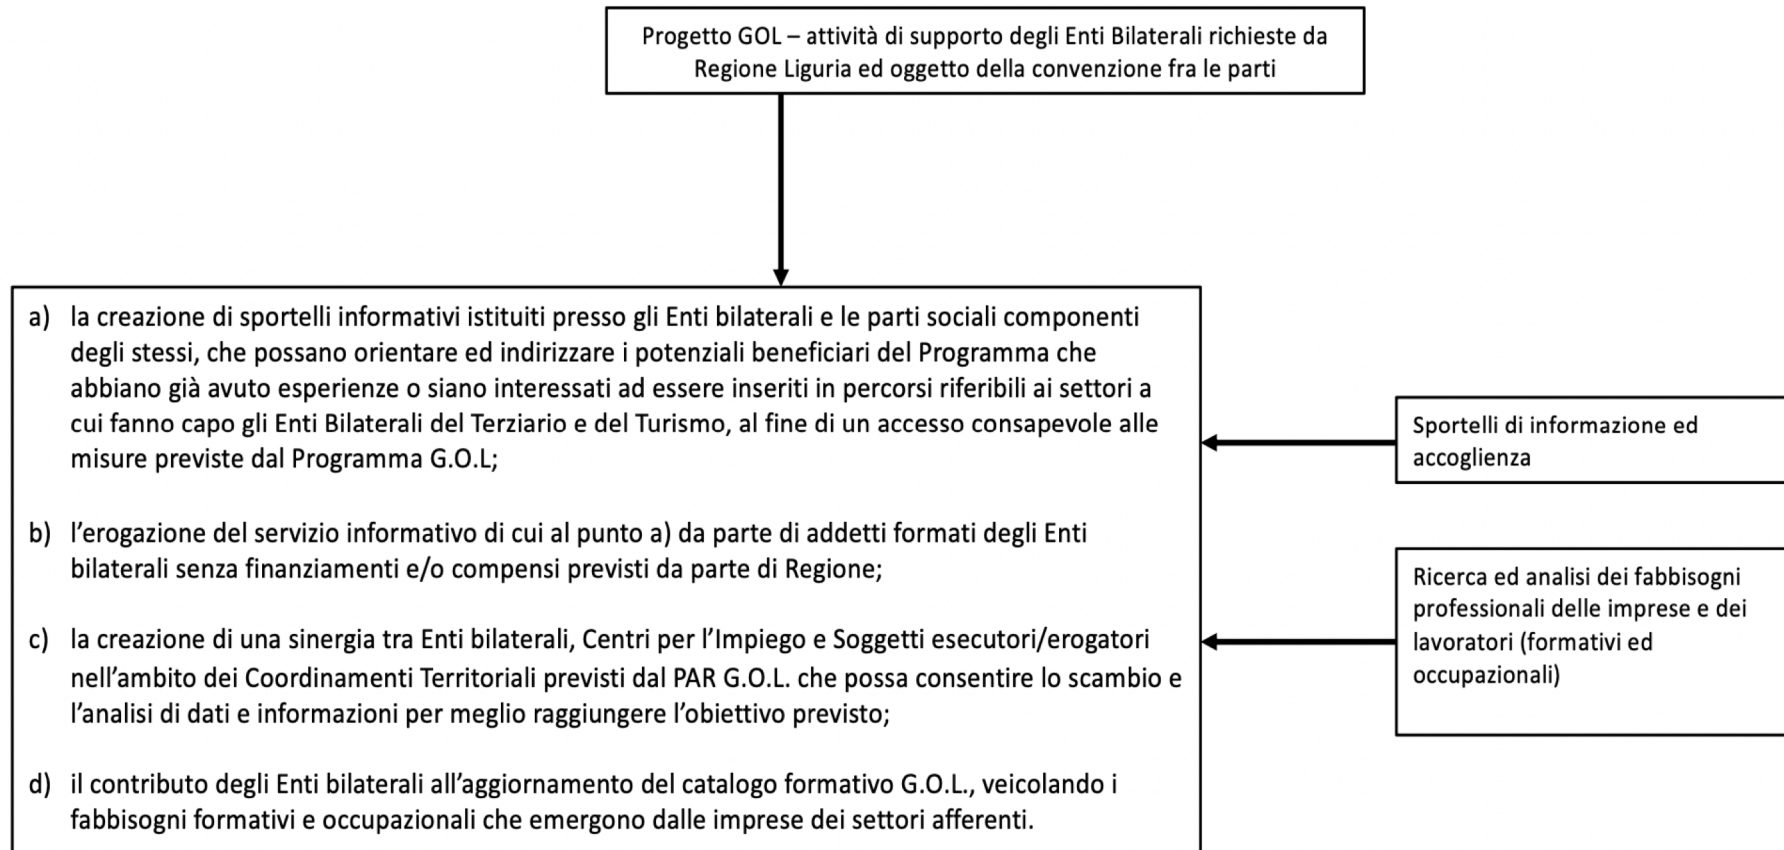 Progetto GOL – attività di supporto degli Enti Bilaterali richieste da
Regione Liguria ed oggetto della convenzione fra le parti
a) la creazione di sportelli informativi istituiti presso gli Enti bilaterali e le parti sociali componenti
degli stessi, che possano orientare ed indirizzare i potenziali beneficiari del Programma che
abbiano già avuto esperienze o siano interessati ad essere inseriti in percorsi riferibili ai settori a
cui fanno capo gli Enti Bilaterali del Terziario e del Turismo, al fine di un accesso consapevole alle
misure previste dal Programma G.O.L;
b) l’erogazione del servizio informativo di cui al punto a) da parte di addetti formati degli Enti
bilaterali senza finanziamenti e/o compensi previsti da parte di Regione;
c) la creazione di una sinergia tra Enti bilaterali, Centri per l’Impiego e Soggetti esecutori/erogatori
nell’ambito dei Coordinamenti Territoriali previsti dal PAR G.O.L. che possa consentire lo scambio e
l’analisi di dati e informazioni per meglio raggiungere l’obiettivo previsto;
d) il contributo degli Enti bilaterali all’aggiornamento del catalogo formativo G.O.L., veicolando i
fabbisogni formativi e occupazionali che emergono dalle imprese dei settori afferenti.
Sportelli di informazione ed
accoglienza
Ricerca ed analisi dei fabbisogni
professionali delle imprese e dei
lavoratori (formativi ed
occupazionali)